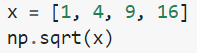 x = [1, 4, 9, 16]
np.sqrt(x)